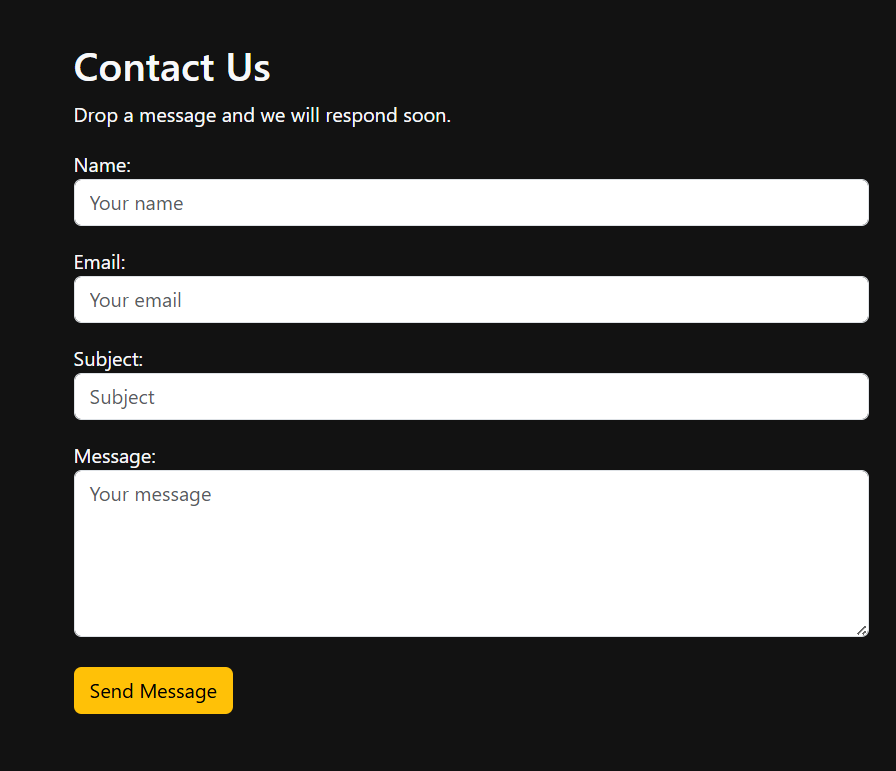 Contact Us
Drop a message and we will respond soon.
Name:
Your name
Email:
Your email
Subject:
Subject
Message:
Your message
Send Message